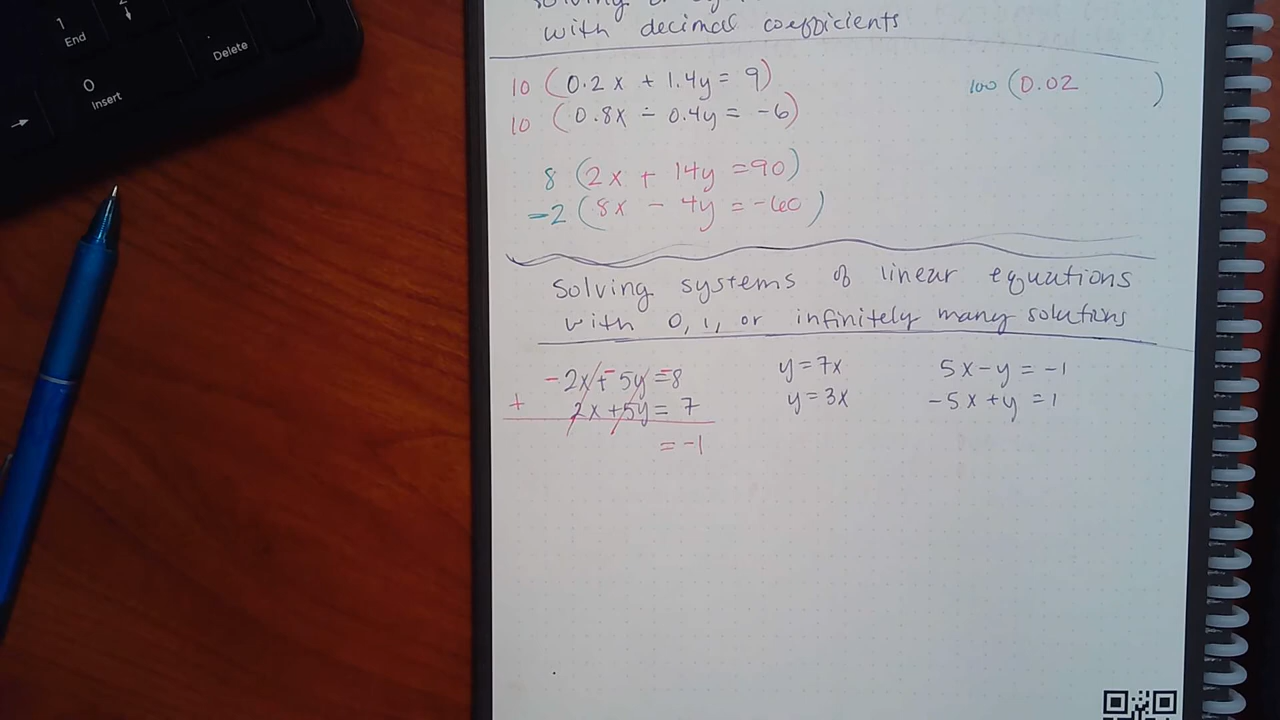 1
End
Delete
0
Insert
with decimal coefficients
10 (0.2x + 1.4y = 9)
100 (0.02 )
10 (0.8x - 0.4y = -6)
8 (2x + 14y = 90)
-2 (8x - 4y = -60)
Solving systems of linear equations
with 0, 1, or infinitely many solutions
-2x - 5y = -8
+ 2x + 5y = 7
= -1
y = 7x
y = 3x
5x - y = -1
-5x + y = 1